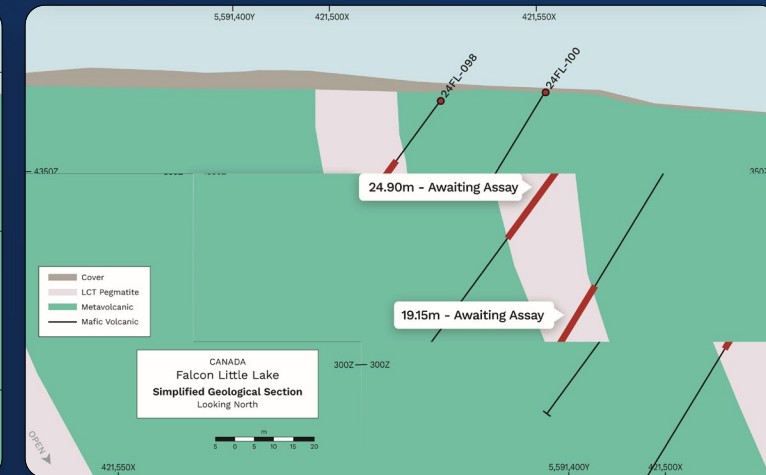 5,591,400Y
421,500X
421,550X
24FL-098
24FL-100
4350Z
350Z
24.90m - Awaiting Assay
19.15m - Awaiting Assay
Cover
LCT Pegmatite
Metavolcanic
Mafic Volcanic
CANADA
Falcon Little Lake
Simplified Geological Section
Looking North
300Z
300Z
m
5 0 5 10 15 20
OPEN
421,550X
5,591,400Y
421,500X